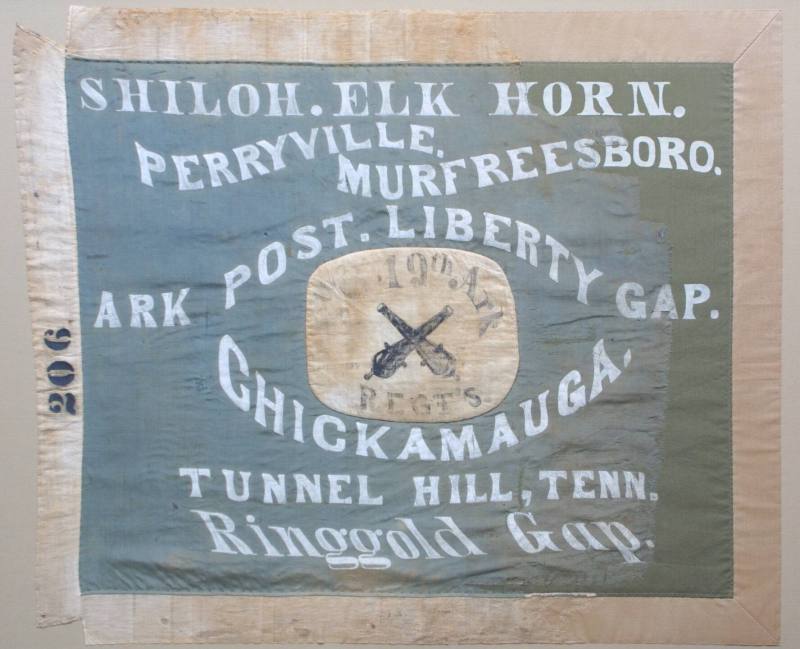 SHILOH. ELK HORN.
PERRYVILLE.
MURFREESBORO.
ARK POST. LIBERTY GAP.
19th. Ark
REGT'S
CHICKAMAUGA.
TUNNEL HILL, TENN.
Ringgold Gap.
206